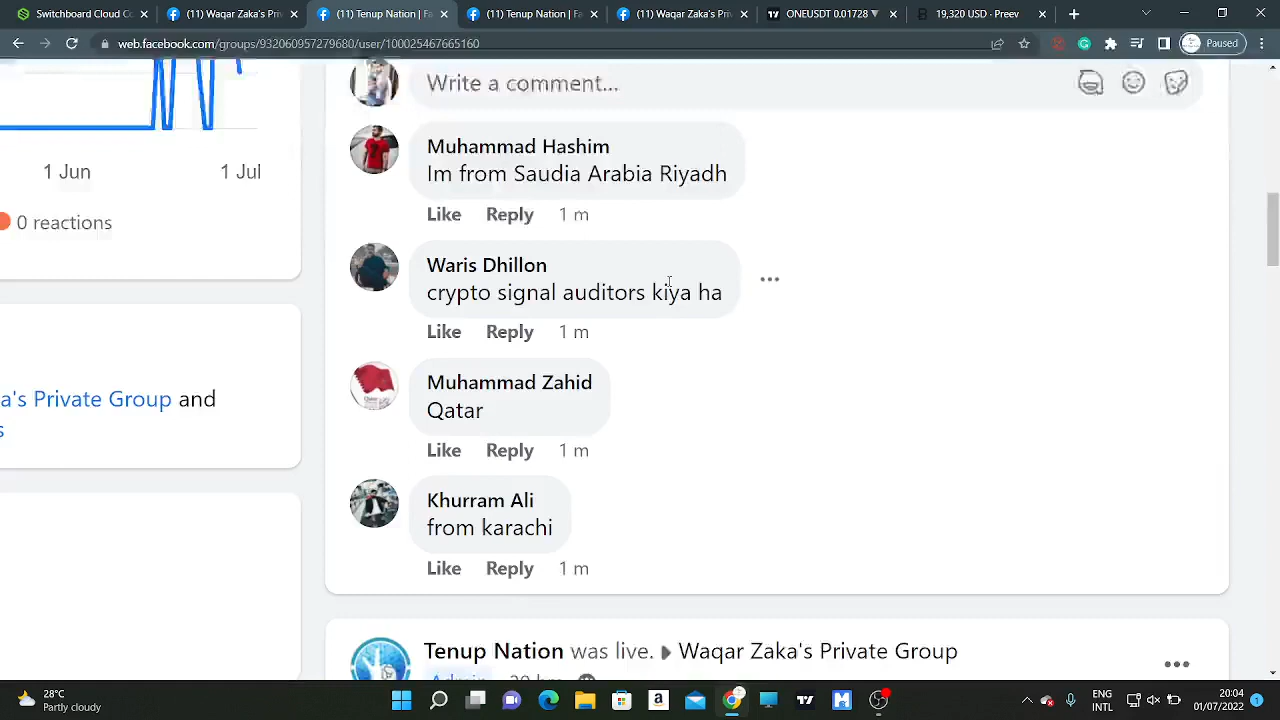 Switchboard Cloud Co
(11) Waqar Zaka's Priv
(11) Tenup Nation | Fa
(11) Tenup Nation | Fa
(11) Waqar Zaka's Priv
ONEUSDT 0.01728 ▼
19,320 USD - Preev
web.facebook.com/groups/932060957279680/user/100025467665160
Paused
1 Jun
1 Jul
0 reactions
a's Private Group and
s
Write a comment...
Muhammad Hashim
Im from Saudia Arabia Riyadh
Like Reply 1 m
Waris Dhillon
crypto signal auditors kiya ha
Like Reply 1 m
Muhammad Zahid
Qatar
Like Reply 1 m
Khurram Ali
from karachi
Like Reply 1 m
Tenup Nation was live. Waqar Zaka's Private Group
28°C
Partly cloudy
ENG
INTL
20:04
01/07/2022